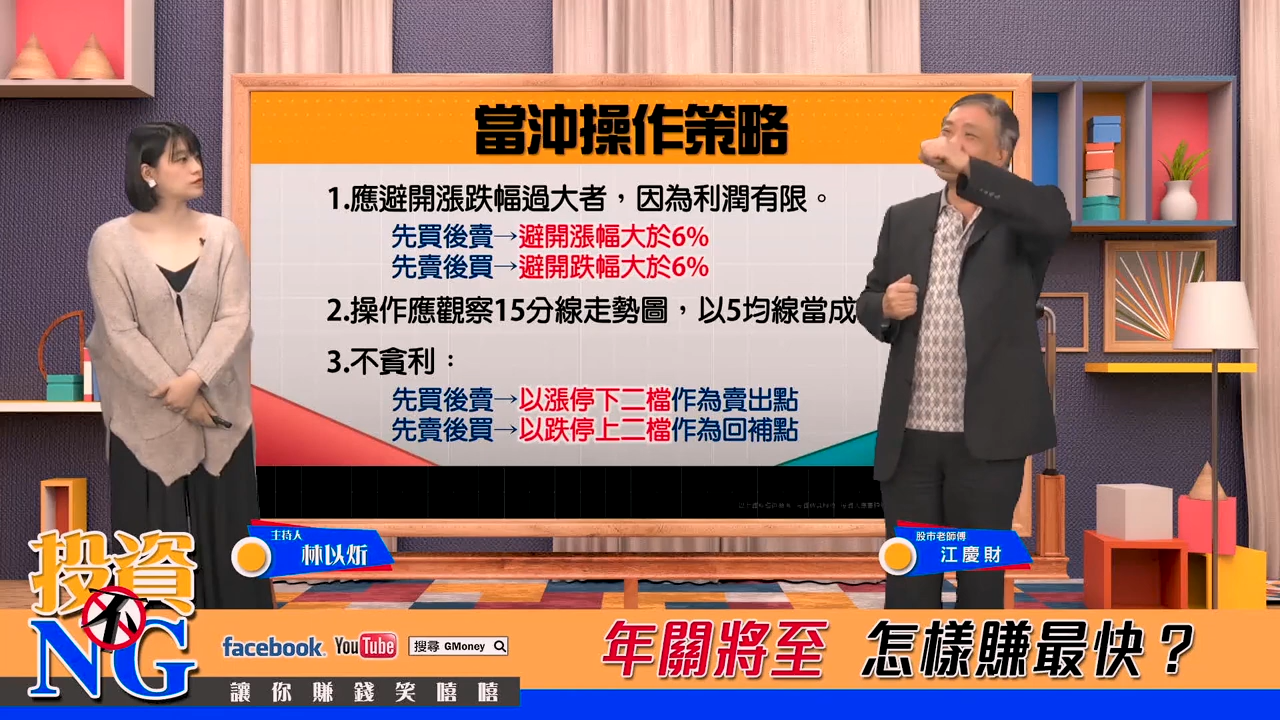 當沖操作策略
1.應避開漲跌幅過大者，因為利潤有限。
先買後賣→避開漲幅大於6%
先賣後買→避開跌幅大於6%
2.操作應觀察15分線走勢圖，以5均線當成
3.不貪利：
先買後賣→以漲停下二檔作為賣出點
先賣後買→以跌停上二檔作為回補點
主持人
林以炘
股市老師傅
江慶財
投資
不
NG
facebook
YouTube
搜尋 GMoney
年關將至 怎樣賺最快？
讓你賺錢笑嘻嘻